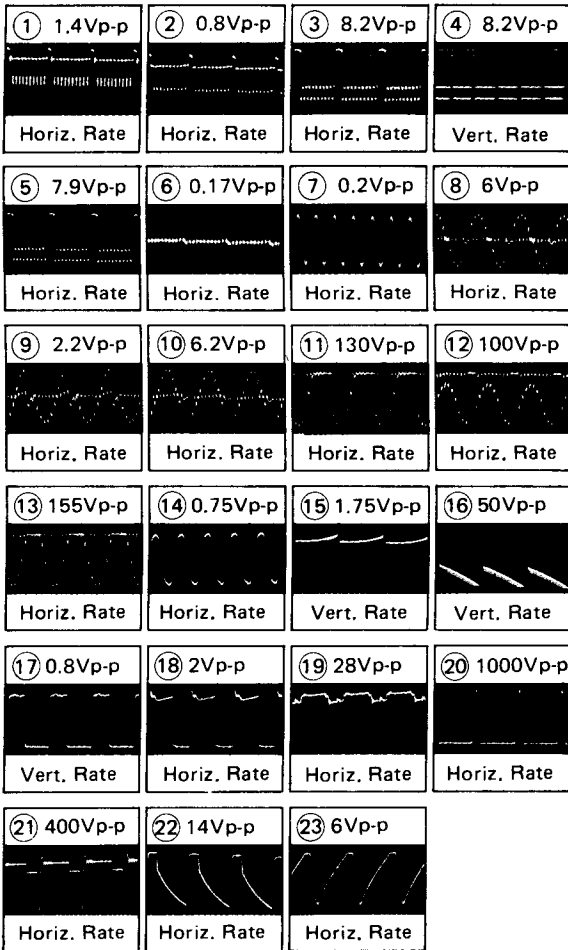 ① 1.4Vp-p
② 0.8Vp-p
③ 8.2Vp-p
④ 8.2Vp-p
Horiz. Rate
Horiz. Rate
Horiz. Rate
Vert. Rate
⑤ 7.9Vp-p
⑥ 0.17Vp-p
⑦ 0.2Vp-p
⑧ 6Vp-p
Horiz. Rate
Horiz. Rate
Horiz. Rate
Horiz. Rate
⑨ 2.2Vp-p
⑩ 6.2Vp-p
⑪ 130Vp-p
⑫ 100Vp-p
Horiz. Rate
Horiz. Rate
Horiz. Rate
Horiz. Rate
⑬ 155Vp-p
⑭ 0.75Vp-p
⑮ 1.75Vp-p
⑯ 50Vp-p
Horiz. Rate
Horiz. Rate
Vert. Rate
Vert. Rate
⑰ 0.8Vp-p
⑱ 2Vp-p
⑲ 28Vp-p
⑳ 1000Vp-p
Vert. Rate
Horiz. Rate
Horiz. Rate
Horiz. Rate
㉑ 400Vp-p
㉒ 14Vp-p
㉓ 6Vp-p
Horiz. Rate
Horiz. Rate
Horiz. Rate